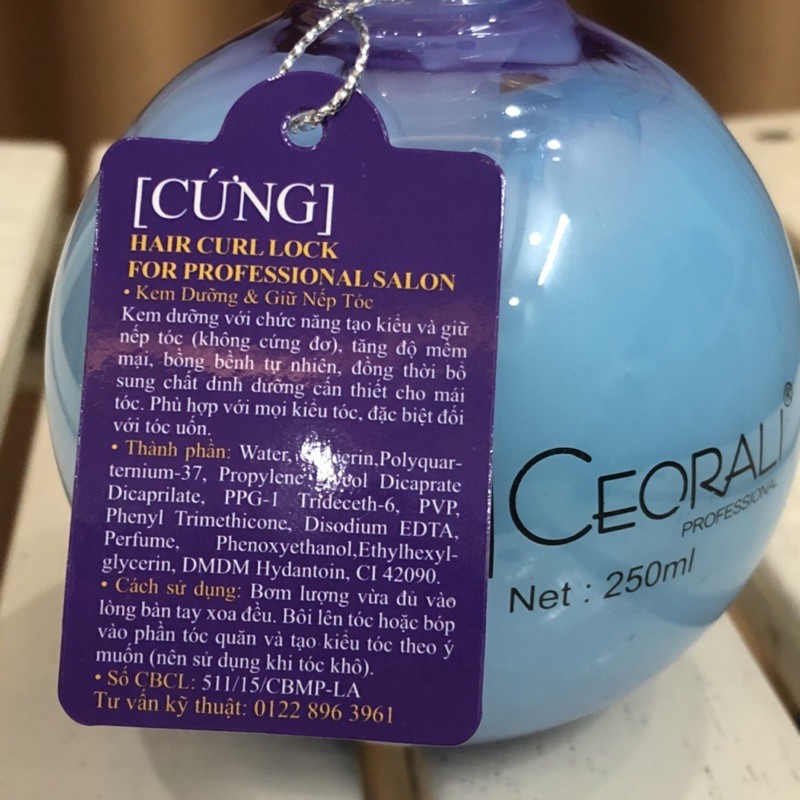 [CỨNG]
HAIR CURL LOCK
FOR PROFESSIONAL SALON
• Kem Dưỡng & Giữ Nếp Tóc
Kem dưỡng với chức năng tạo kiểu và giữ
nếp tóc (không cứng đơ), tăng độ mềm
mại, bồng bềnh tự nhiên, đồng thời bổ
sung chất dinh dưỡng cần thiết cho mái
tóc. Phù hợp với mọi kiểu tóc, đặc biệt đối
với tóc uốn.
• Thành phần: Water, Polyquar-
ternium-37, Propylene Dicaprate
Dicaprilate, PPG-1 Trideceth-6, PVP,
Phenyl Trimethicone, Disodium EDTA,
Perfume, Phenoxyethanol,Ethylhexyl-
glycerin, DMDM Hydantoin, CI 42090.
• Cách sử dụng: Bơm lượng vừa đủ vào
lòng bàn tay xoa đều. Bôi lên tóc hoặc bóp
vào phần tóc quăn và tạo kiểu tóc theo ý
muốn (nên sử dụng khi tóc khô).
• Số CBCL: 511/15/CBMP-LA
Tư vấn kỹ thuật: 0122 896 3961
CEORALI®
PROFESSIONAL
Net : 250ml